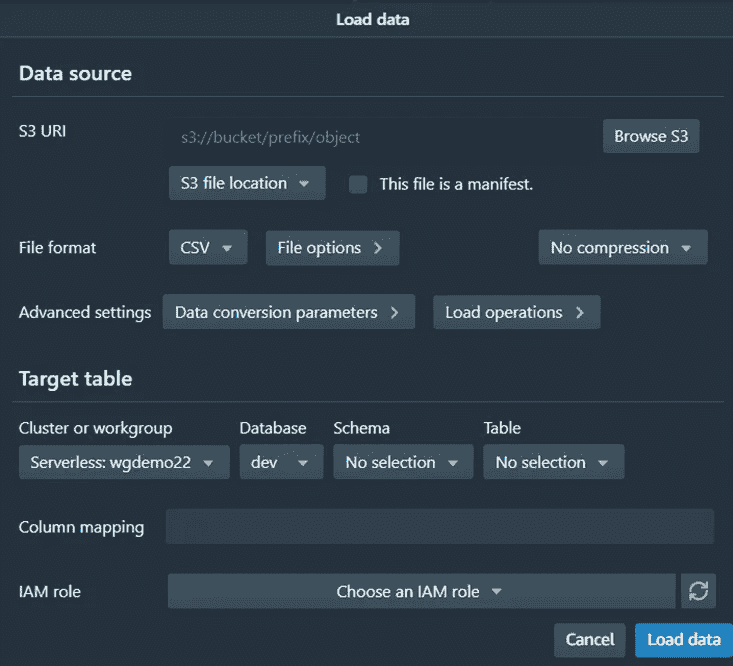 Load data
Data source
S3 URI
s3://bucket/prefix/object
Browse S3
S3 file location
This file is a manifest.
File format
CSV
File options
No compression
Advanced settings
Data conversion parameters
Load operations
Target table
Cluster or workgroup
Database
Schema
Table
Serverless: wgdemo22
dev
No selection
No selection
Column mapping
IAM role
Choose an IAM role
Cancel
Load data